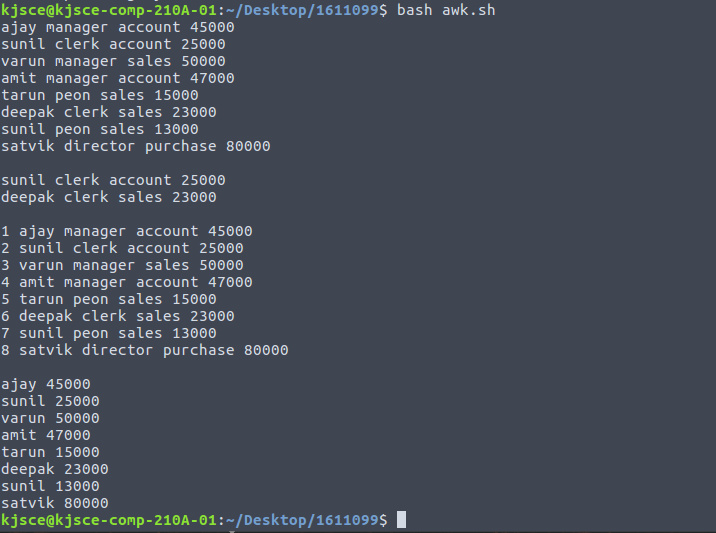 kjsce@kjsce-comp-210A-01:~/Desktop/1611099$ bash awk.sh
ajay manager account 45000
sunil clerk account 25000
varun manager sales 50000
amit manager account 47000
tarun peon sales 15000
deepak clerk sales 23000
sunil peon sales 13000
satvik director purchase 80000

sunil clerk account 25000
deepak clerk sales 23000

1 ajay manager account 45000
2 sunil clerk account 25000
3 varun manager sales 50000
4 amit manager account 47000
5 tarun peon sales 15000
6 deepak clerk sales 23000
7 sunil peon sales 13000
8 satvik director purchase 80000

ajay 45000
sunil 25000
varun 50000
amit 47000
tarun 15000
deepak 23000
sunil 13000
satvik 80000
kjsce@kjsce-comp-210A-01:~/Desktop/1611099$